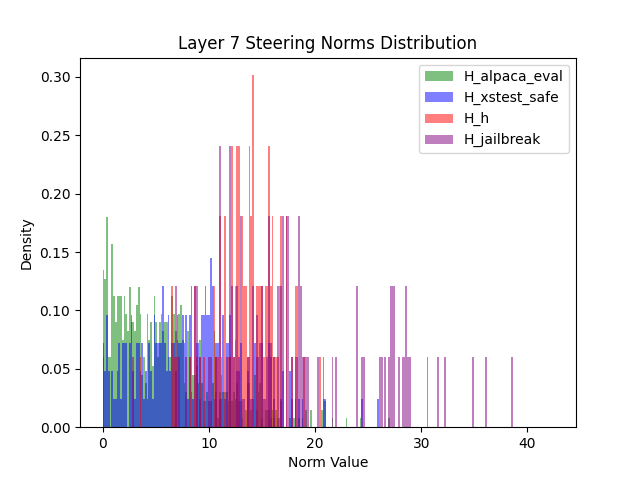 Layer 7 Steering Norms Distribution
H_alpaca_eval
H_xstest_safe
H_h
H_jailbreak
0.30
0.25
0.20
0.15
0.10
0.05
0.00
Density
0 10 20 30 40
Norm Value